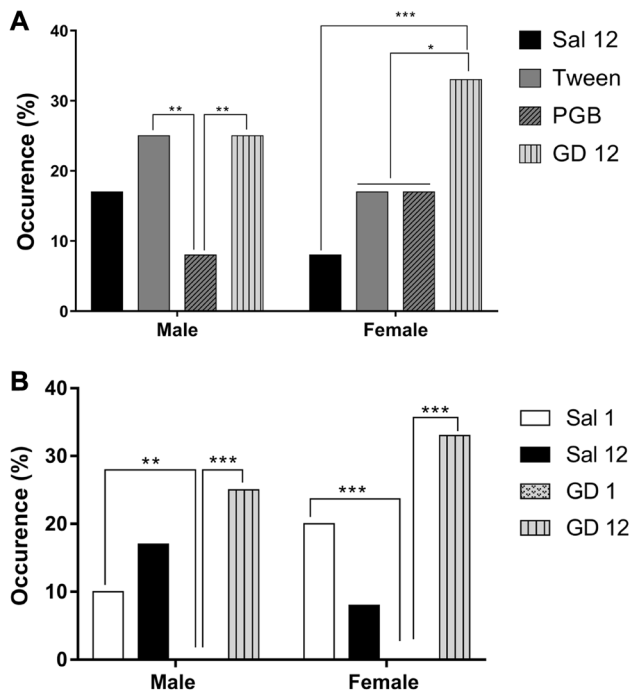 A
Occurence (%)
40
30
20
10
0
***
*
**
**
Male
Female
Sal 12
Tween
PGB
GD 12
B
Occurence (%)
40
30
20
10
0
**
***
***
***
Male
Female
Sal 1
Sal 12
GD 1
GD 12